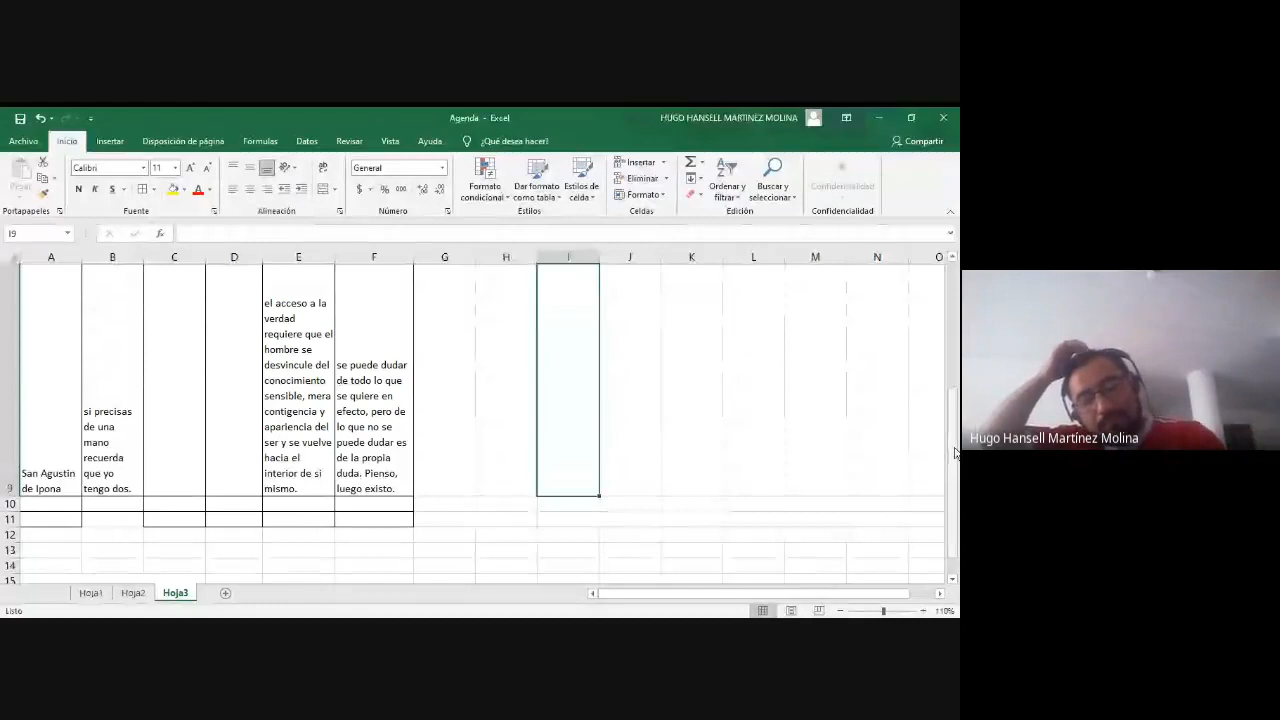 Agenda - Excel
HUGO HANSELL MARTINEZ MOLINA
Archivo Inicio Insertar Disposición de página Fórmulas Datos Revisar Vista Ayuda ¿Qué desea hacer? Compartir
Pegar
Calibri 11
N K S
General
$ % 000
Formato condicional
Dar formato como tabla
Estilos de celda
Insertar
Eliminar
Formato
Ordenar y filtrar
Buscar y seleccionar
Confidencialidad
Portapapeles Fuente Alineación Número Estilos Celdas Edición Confidencialidad
I9 fx
A B C D E F G H I J K L M N O
San Agustin
de Ipona
si precisas
de una
mano
recuerda
que yo
tengo dos.
el acceso a la
verdad
requiere que el
hombre se
desvincule del
conocimiento
sensible, mera
contigencia y
apariencia del
ser y se vuelve
hacia el
interior de si
mismo.
se puede dudar
de todo lo que
se quiere en
efecto, pero de
lo que no se
puede dudar es
de la propia
duda. Pienso,
luego existo.
9
10
11
12
13
14
15
Hoja1 Hoja2 Hoja3
Listo
110%
Hugo Hansell Martínez Molina